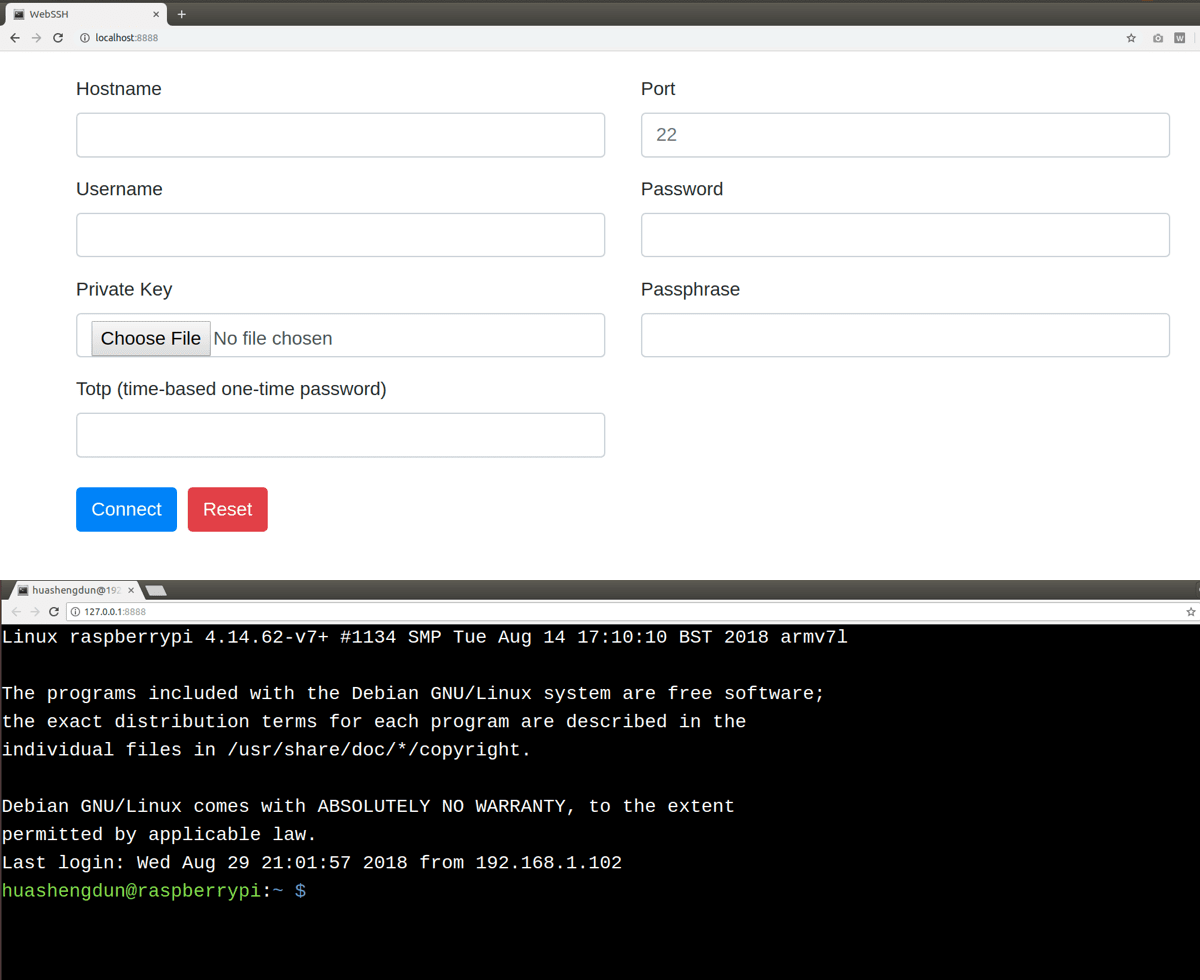 WebSSH
localhost:8888
W
Hostname
Port
22
Username
Password
Private Key
Passphrase
Choose File No file chosen
Totp (time-based one-time password)
Connect
Reset
huashengdun@192
127.0.0.1:8888
Linux raspberrypi 4.14.62-v7+ #1134 SMP Tue Aug 14 17:10:10 BST 2018 armv7l
The programs included with the Debian GNU/Linux system are free software;
the exact distribution terms for each program are described in the
individual files in /usr/share/doc/*/copyright.
Debian GNU/Linux comes with ABSOLUTELY NO WARRANTY, to the extent
permitted by applicable law.
Last login: Wed Aug 29 21:01:57 2018 from 192.168.1.102
huashengdun@raspberrypi:~ $